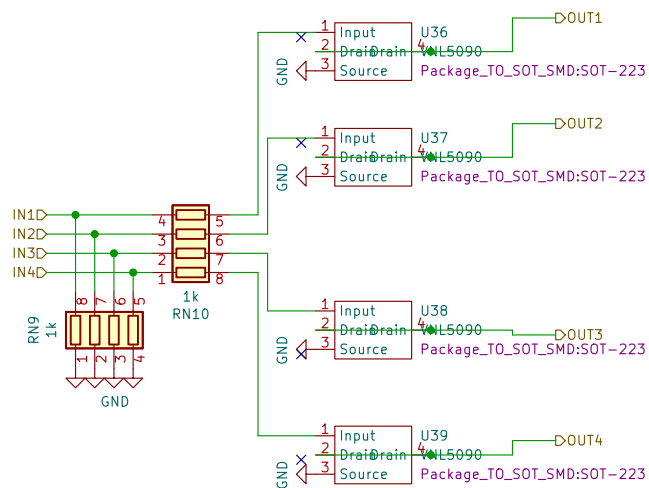 OUT1
1 Input U36
2 Drain Drain 4 VNL5090
GND 3 Source Package_TO_SOT_SMD:SOT-223
OUT2
1 Input U37
2 Drain Drain 4 VNL5090
GND 3 Source Package_TO_SOT_SMD:SOT-223
IN1 4 5
IN2 3 6
IN3 2 7
IN4 1 8
1k
RN10
RN9
1k
8 7 6 5
1 2 3 4
GND
1 Input U38
2 Drain Drain 4 VNL5090
OUT3
GND 3 Source Package_TO_SOT_SMD:SOT-223
1 Input U39
OUT4
2 Drain Drain 4 VNL5090
GND 3 Source Package_TO_SOT_SMD:SOT-223